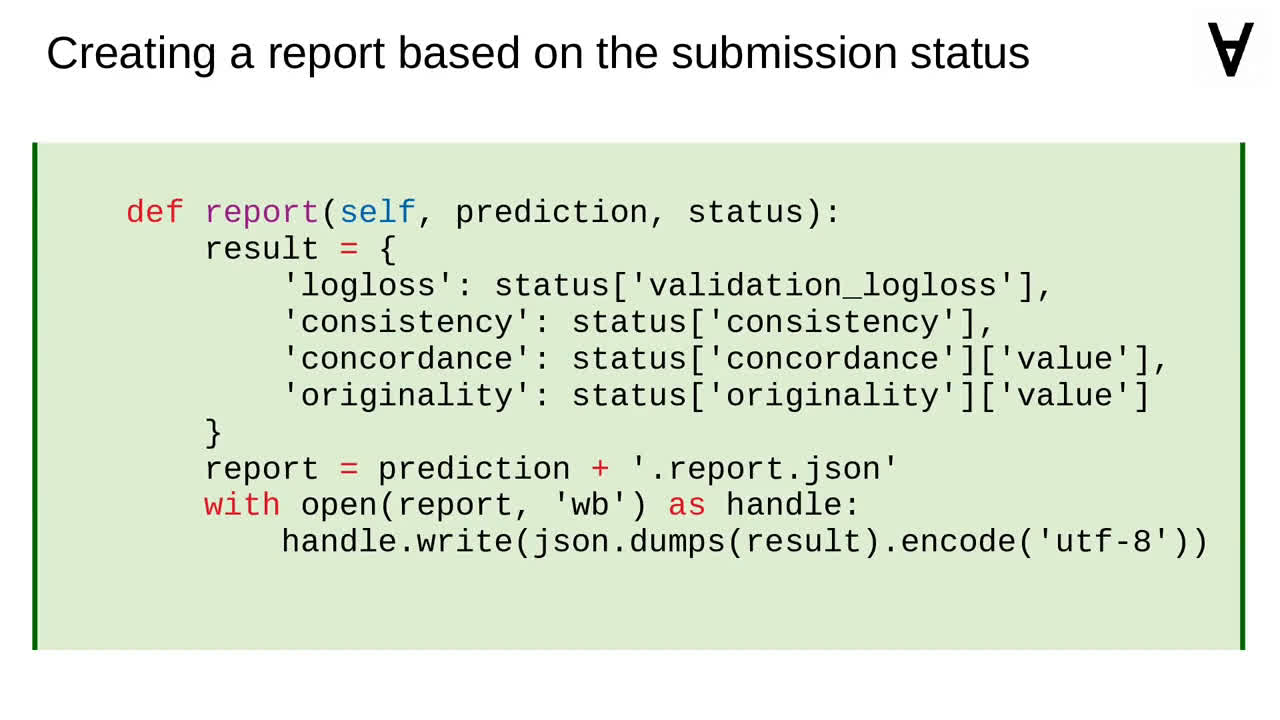 Creating a report based on the submission status
def report(self, prediction, status):
    result = {
        'logloss': status['validation_logloss'],
        'consistency': status['consistency'],
        'concordance': status['concordance']['value'],
        'originality': status['originality']['value']
    }
    report = prediction + '.report.json'
    with open(report, 'wb') as handle:
        handle.write(json.dumps(result).encode('utf-8'))